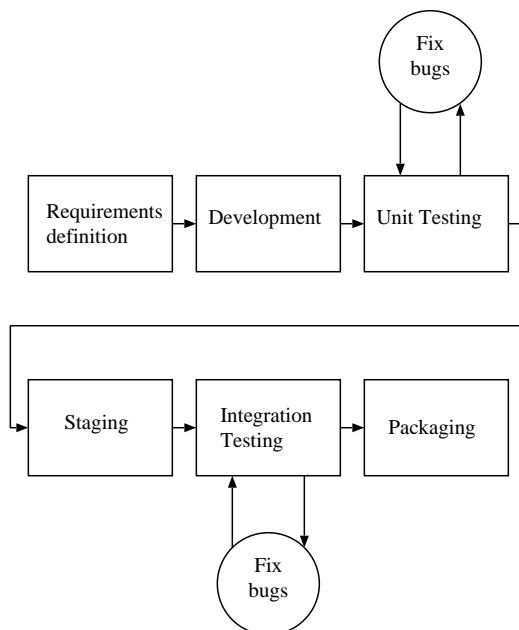 Fix
bugs
Requirements
definition
Development
Unit Testing
Staging
Integration
Testing
Packaging
Fix
bugs